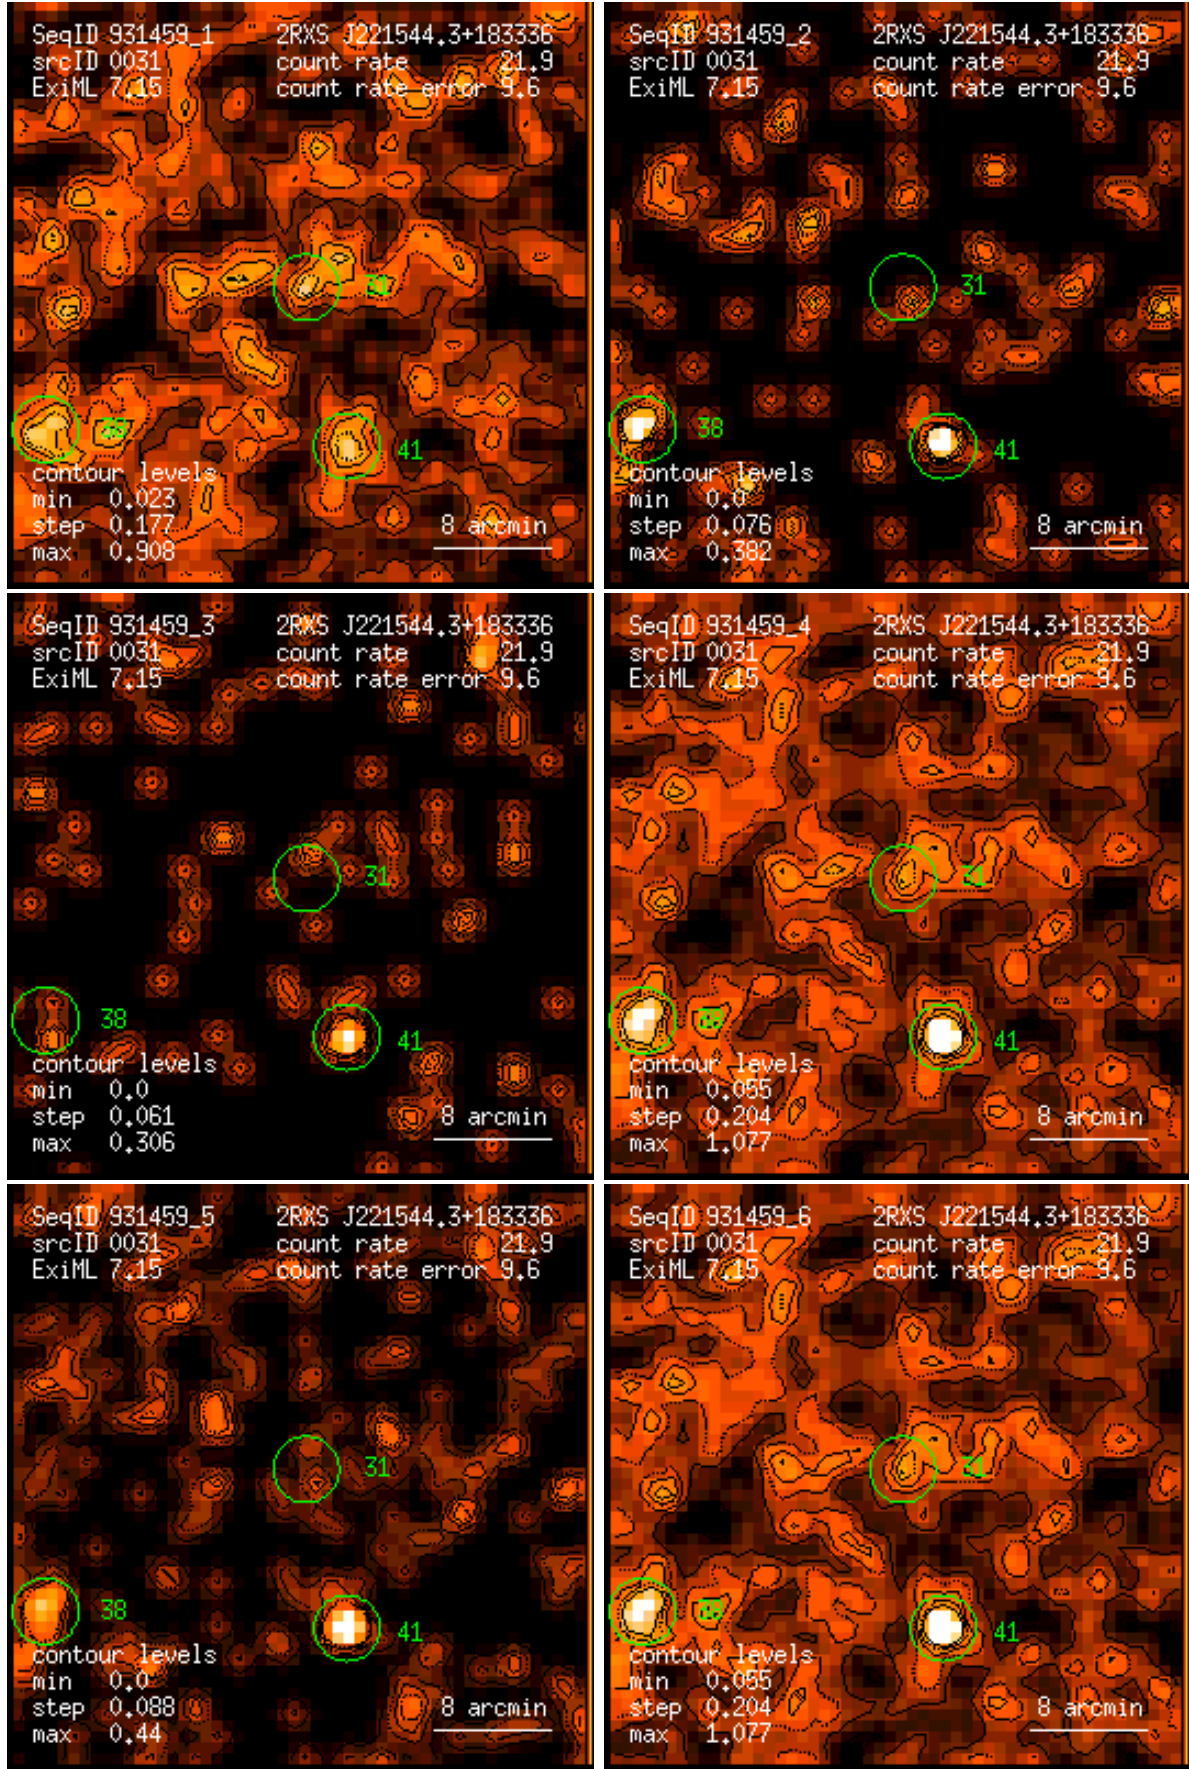 SeqID 931459_1 2RXS J221544.3+183336
srcID 0031 count rate 21.9
ExiML 7.15 count rate error 9.6
31
38
41
contour levels
min 0.023
step 0.177 8 arcmin
max 0.908
SeqID 931459_2 2RXS J221544.3+183336
srcID 0031 count rate 21.9
ExiML 7.15 count rate error 9.6
31
38
41
contour levels
min 0.0
step 0.076 8 arcmin
max 0.382
SeqID 931459_3 2RXS J221544.3+183336
srcID 0031 count rate 21.9
ExiML 7.15 count rate error 9.6
31
38
41
contour levels
min 0.0
step 0.061 8 arcmin
max 0.306
SeqID 931459_4 2RXS J221544.3+183336
srcID 0031 count rate 21.9
ExiML 7.15 count rate error 9.6
31
38
41
contour levels
min 0.055
step 0.204 8 arcmin
max 1.077
SeqID 931459_5 2RXS J221544.3+183336
srcID 0031 count rate 21.9
ExiML 7.15 count rate error 9.6
31
38
41
contour levels
min 0.0
step 0.088 8 arcmin
max 0.44
SeqID 931459_6 2RXS J221544.3+183336
srcID 0031 count rate 21.9
ExiML 7.15 count rate error 9.6
31
38
41
contour levels
min 0.055
step 0.204 8 arcmin
max 1.077